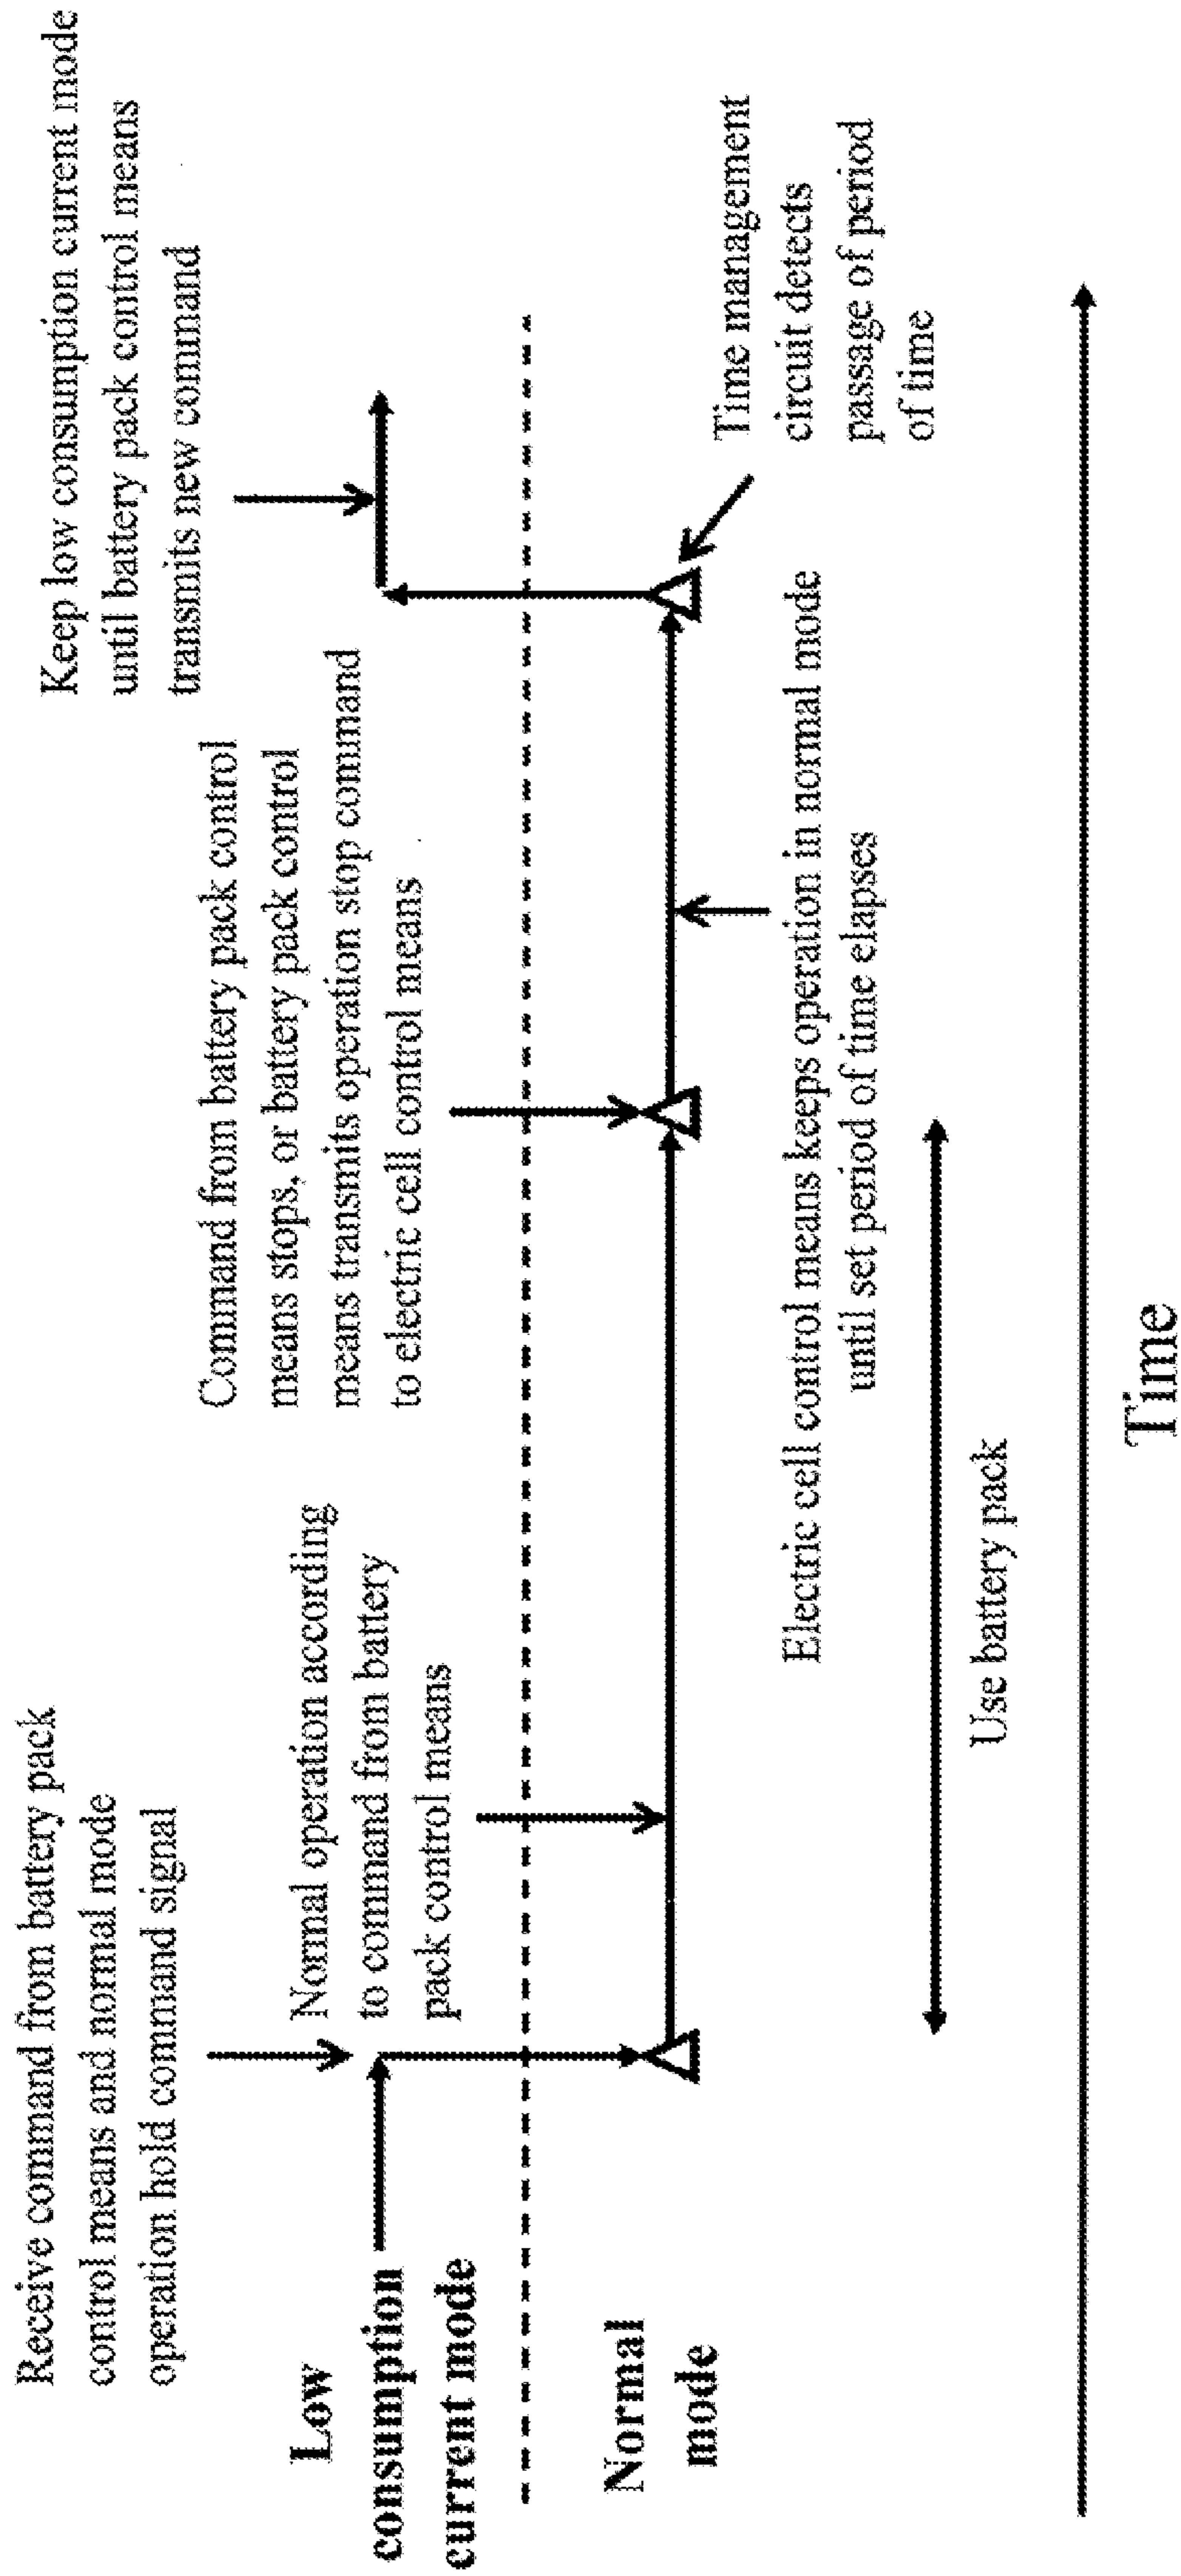 Receive command from battery pack
control means and normal mode
operation hold command signal
Low
consumption
current mode
Normal operation according
to command from battery
pack control means
Command from battery pack control
means stops, or battery pack control
means transmits operation stop command
to electric cell control means
Keep low consumption current mode
until battery pack control means
transmits new command
Normal
mode
Time management
circuit detects
passage of period
of time
Electric cell control means keeps operation in normal mode
until set period of time elapses
Use battery pack
Time